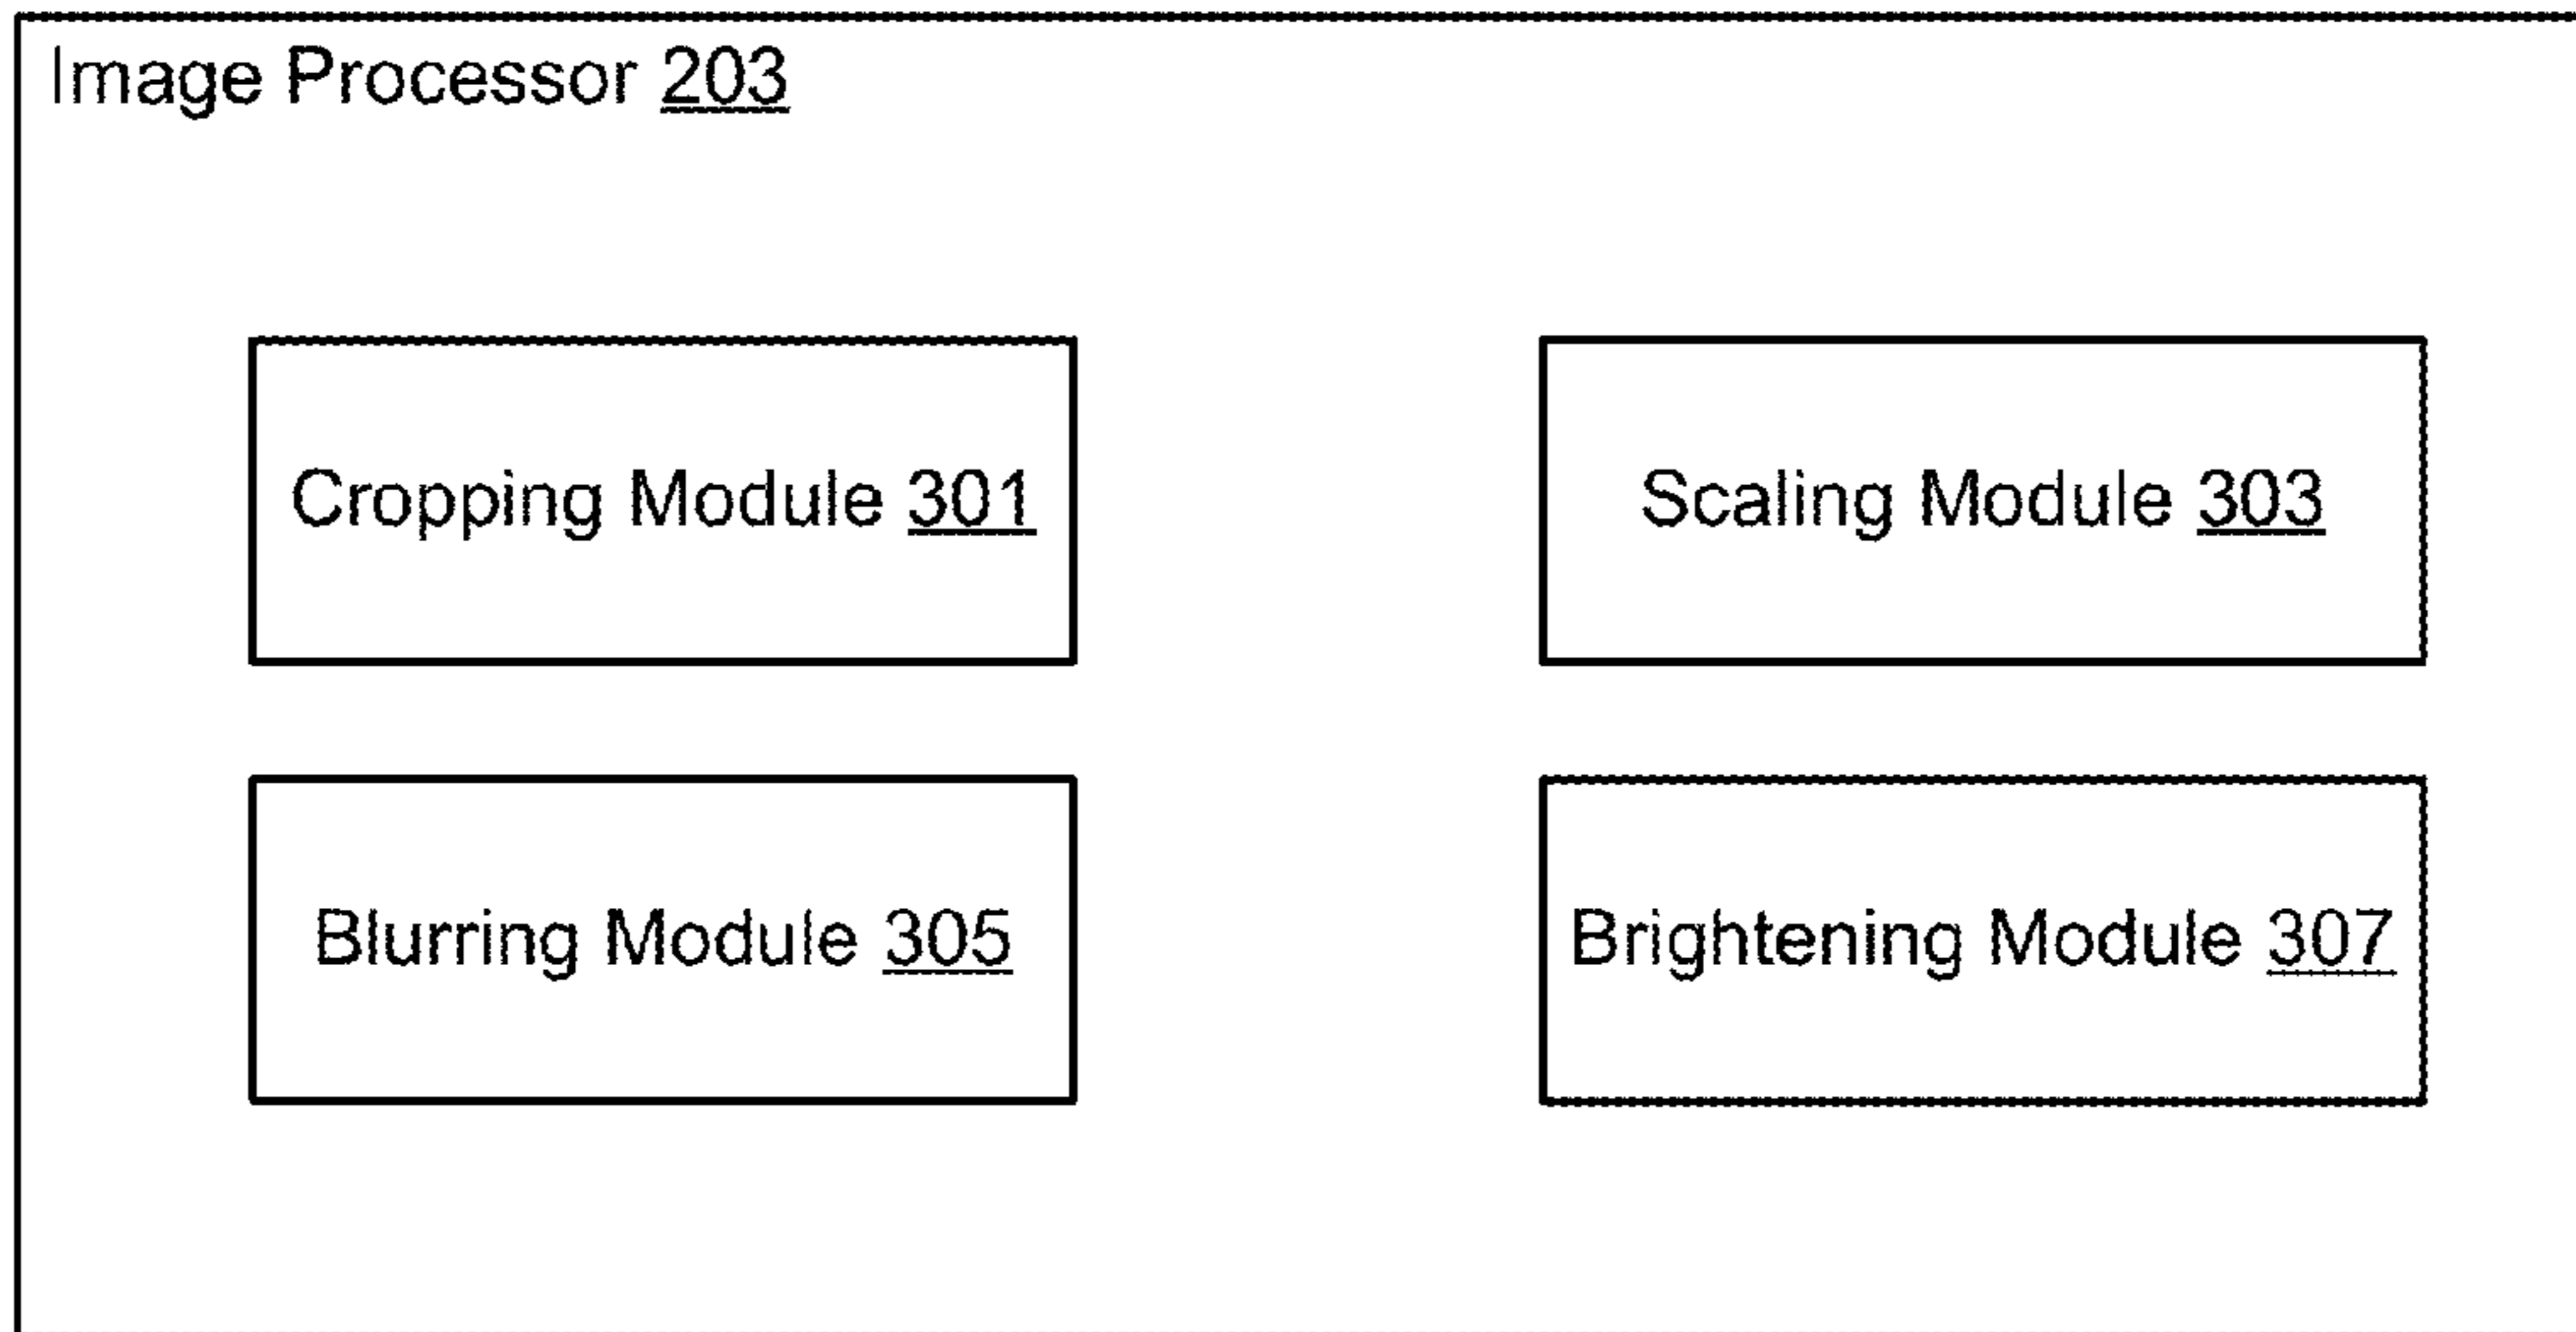 Image Processor 203
Cropping Module 301
Scaling Module 303
Blurring Module 305
Brightening Module 307